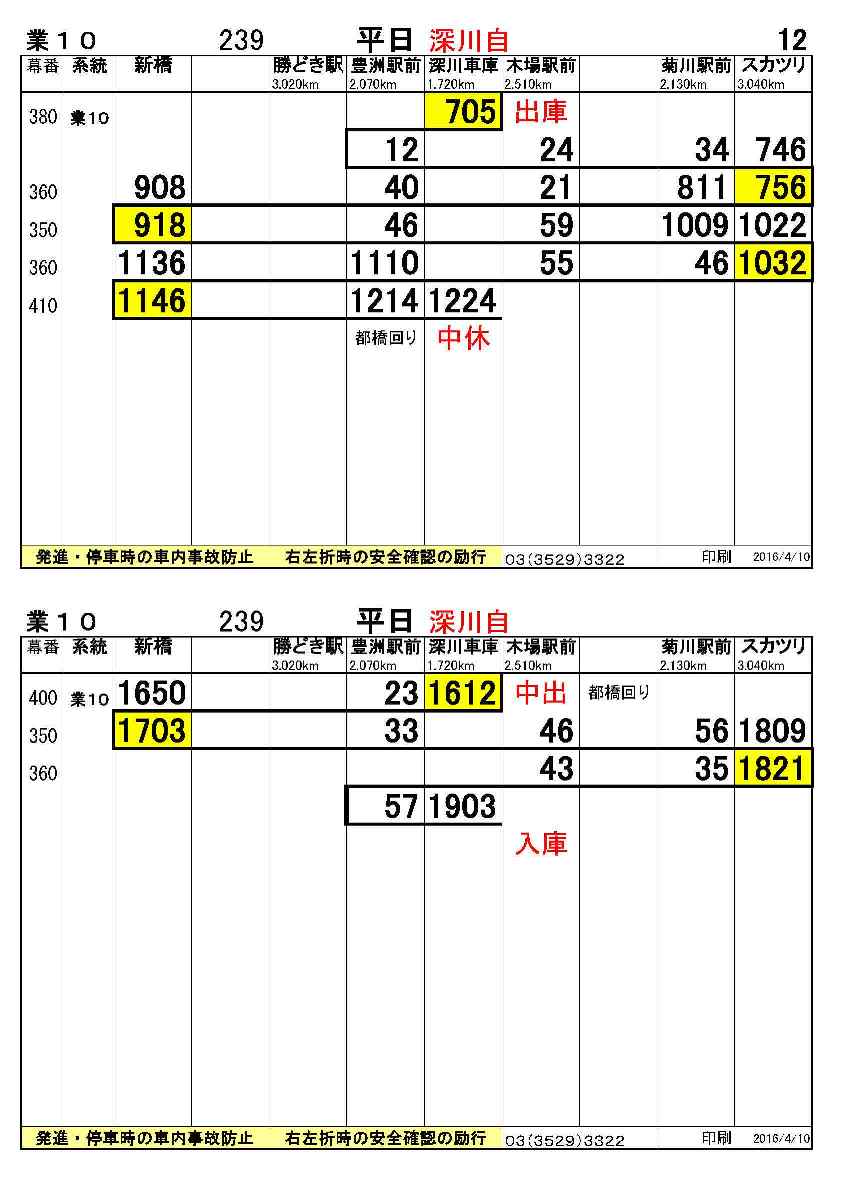 業１０ 239 平日 深川自 12
幕番 系統 新橋 勝どき駅 豊洲駅前 深川車庫 木場駅前 菊川駅前 スカツリ
3.020km 2.070km 1.720km 2.510km 2.130km 3.040km
380 業10 705 出庫
12 24 34 746
360 908 40 21 811 756
350 918 46 59 1009 1022
360 1136 1110 55 46 1032
410 1146 1214 1224
都橋回り 中休
発進・停車時の車内事故防止 右左折時の安全確認の励行 03(3529)3322 印刷 2016/4/10
業１０ 239 平日 深川自
幕番 系統 新橋 勝どき駅 豊洲駅前 深川車庫 木場駅前 菊川駅前 スカツリ
3.020km 2.070km 1.720km 2.510km 2.130km 3.040km
400 業10 1650 23 1612 中出 都橋回り
350 1703 33 46 56 1809
360 43 35 1821
57 1903
入庫
発進・停車時の車内事故防止 右左折時の安全確認の励行 03(3529)3322 印刷 2016/4/10